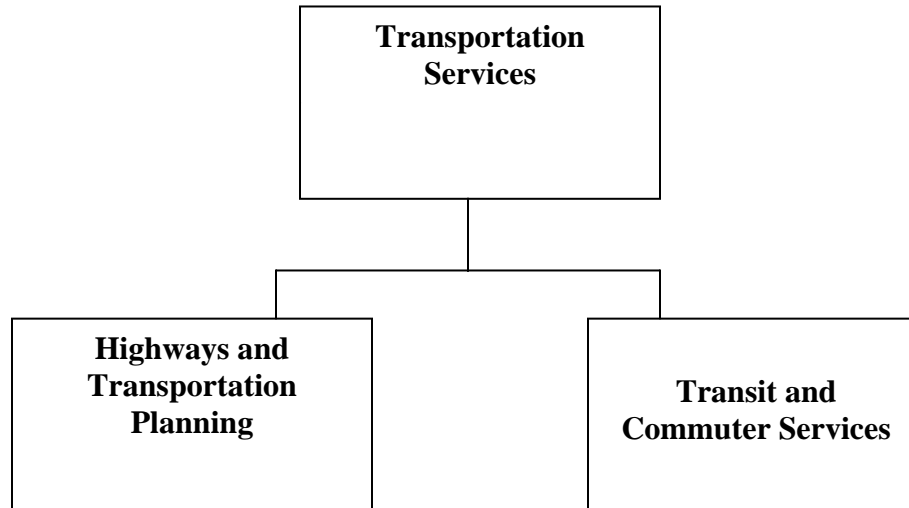 Transportation
Services
Highways and
Transportation
Planning
Transit and
Commuter Services